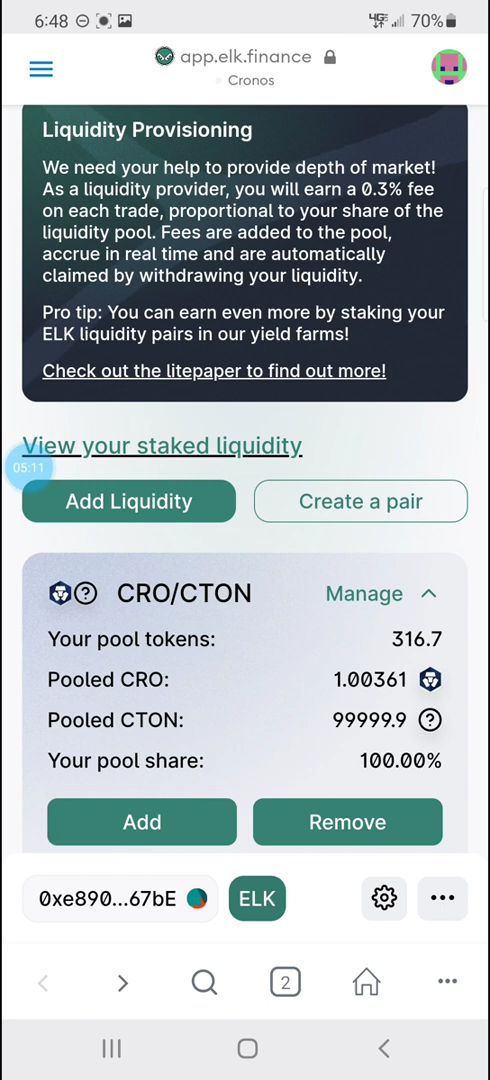 6:48
4G 70%
app.elk.finance
Cronos
Liquidity Provisioning
We need your help to provide depth of market!
As a liquidity provider, you will earn a 0.3% fee
on each trade, proportional to your share of the
liquidity pool. Fees are added to the pool,
accrue in real time and are automatically
claimed by withdrawing your liquidity.
Pro tip: You can earn even more by staking your
ELK liquidity pairs in our yield farms!
Check out the litepaper to find out more!
View your staked liquidity
05:11
Add Liquidity
Create a pair
CRO/CTON
Manage
Your pool tokens: 316.7
Pooled CRO: 1.00361
Pooled CTON: 99999.9
Your pool share: 100.00%
Add
Remove
0xe890...67bE
ELK
2